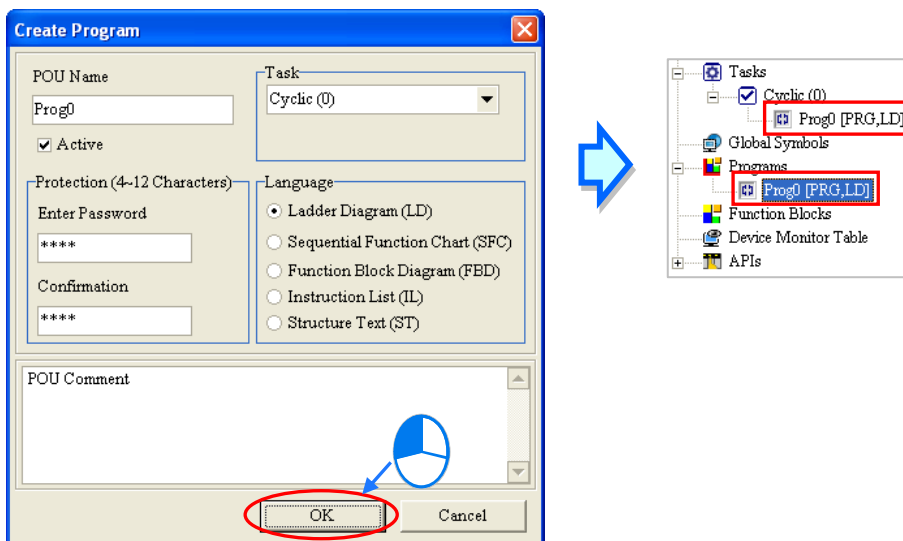 Create Program
POU Name
Prog0
Active
Task
Cyclic (0)
Protection (4~12 Characters)
Enter Password
****
Confirmation
****
Language
Ladder Diagram (LD)
Sequential Function Chart (SFC)
Function Block Diagram (FBD)
Instruction List (IL)
Structure Text (ST)
POU Comment
OK
Cancel
Tasks
Cyclic (0)
Prog0 [PRG,LD]
Global Symbols
Programs
Prog0 [PRG,LD]
Function Blocks
Device Monitor Table
APIs